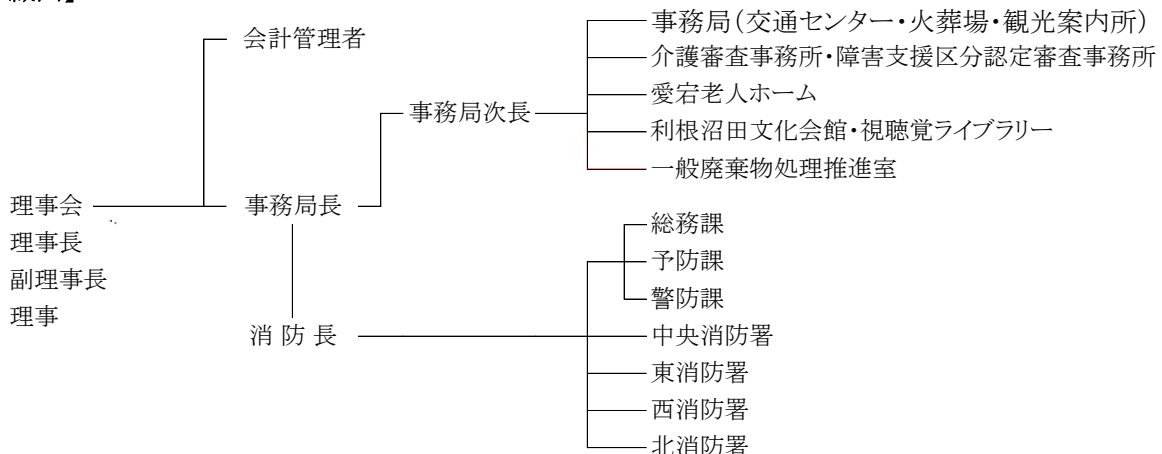 会計管理者
事務局(交通センター・火葬場・観光案内所)
介護審査事務所・障害支援区分認定審査事務所
愛宕老人ホーム
事務局次長
利根沼田文化会館・視聴覚ライブラリー
一般廃棄物処理推進室
理事会
事務局長
理事長
副理事長
理事
総務課
予防課
警防課
消防長
中央消防署
東消防署
西消防署
北消防署